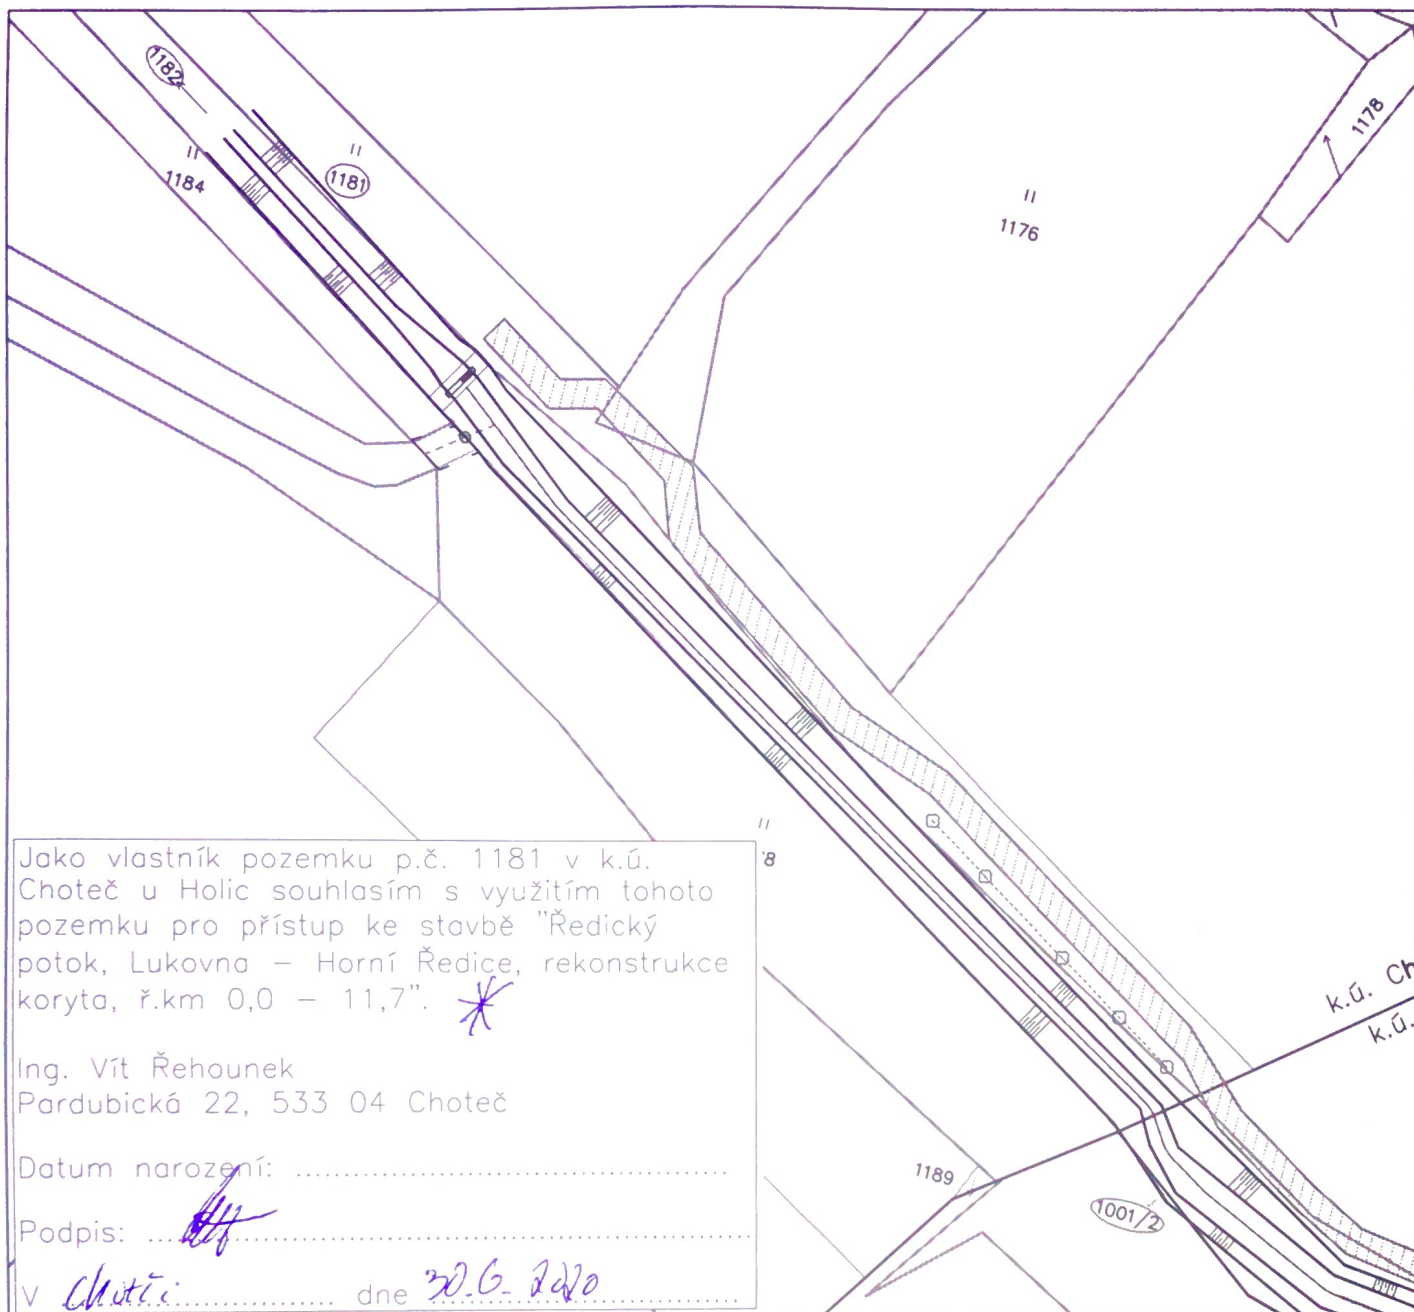 1182
II
1184
II
1181
II
1176
1178
II
'8
Jako vlastník pozemku p.č. 1181 v k.ú.
Choteč u Holic souhlasím s využitím tohoto
pozemku pro přístup ke stavbě "Ředický
potok, Lukovna – Horní Ředice, rekonstrukce
koryta, ř.km 0,0 – 11,7". *
Ing. Vít Řehounek
Pardubická 22, 533 04 Choteč
Datum narození: ........................................
Podpis: ........................................
V Chotči dne 30.6.2020
k.ú. Ch
k.ú.
1189
1001/2